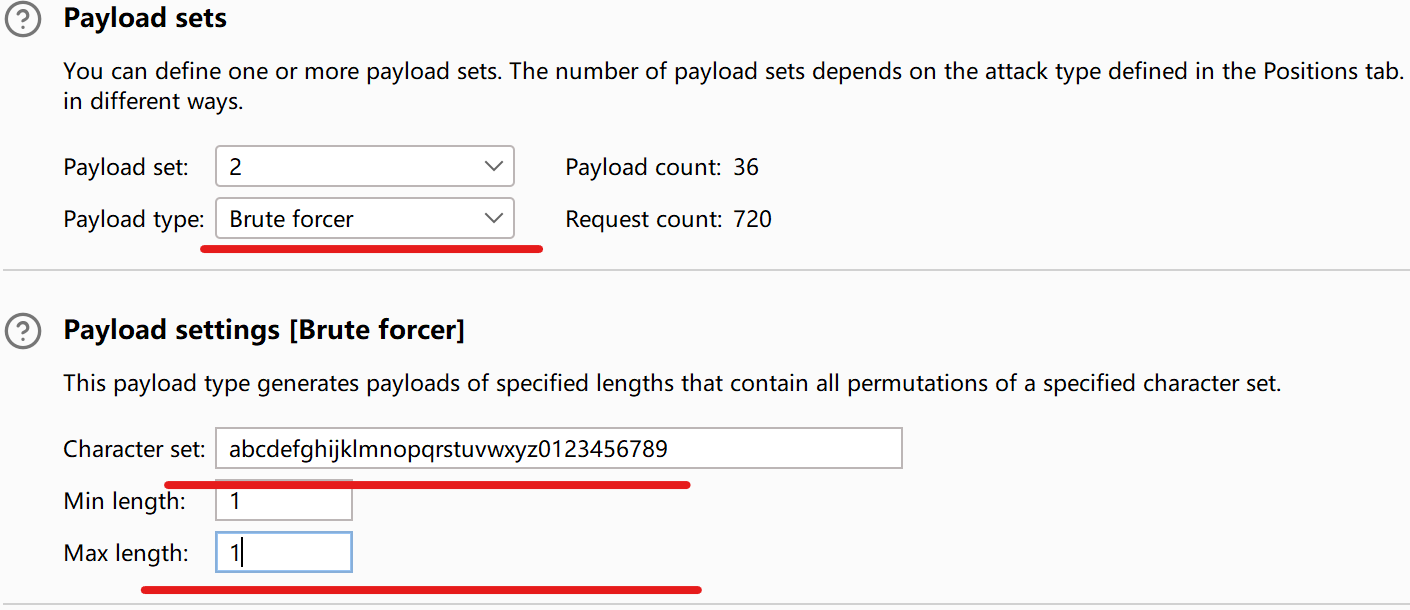 Payload sets
You can define one or more payload sets. The number of payload sets depends on the attack type defined in the Positions tab.
in different ways.
Payload set: 2 Payload count: 36
Payload type: Brute forcer Request count: 720
Payload settings [Brute forcer]
This payload type generates payloads of specified lengths that contain all permutations of a specified character set.
Character set: abcdefghijklmnopqrstuvwxyz0123456789
Min length: 1
Max length: 1